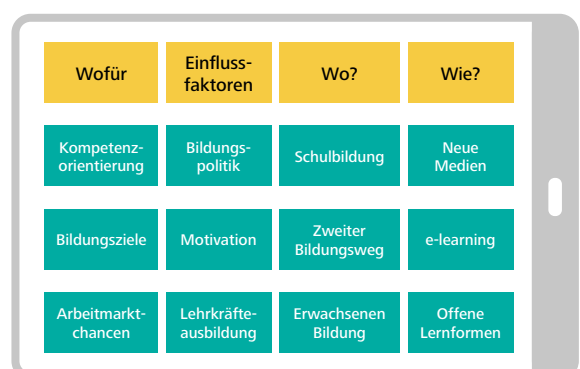 Wofür
Einfluss-
faktoren
Wo?
Wie?
Kompetenz-
orientierung
Bildungs-
politik
Schulbildung
Neue
Medien
Bildungsziele
Motivation
Zweiter
Bildungsweg
e-learning
Arbeitmarkt-
chancen
Lehrkräfte-
ausbildung
Erwachsenen
Bildung
Offene
Lernformen